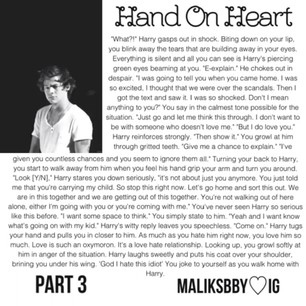 Hand On Heart
"What?!" Harry gasps out in shock. Biting down on your lip,
you blink away the tears that are building away in your eyes.
Everything is silent and all you can see is Harry's piercing
green eyes beaming at you. "E-explain." He chokes out in
despair. "I was going to tell you when you came home. I was
so excited, I thought that we were over the scandals. Then I
got the text and saw it. I was so shocked. Don't I mean
anything to you?" You say in the calmest tone possible for the
situation. "Just go and let me think this through. I don't want to
be with someone who doesn't love me." "But I do love you."
Harry reinforces strongly. "Then show it." You growl at him
through gritted teeth. "Give me a chance to explain." "I've
given you countless chances and you seem to ignore them all." Turning your back to Harry,
you start to walk away from him when you feel his hand grip your arm and turn you around.
"Look [Y/N]." Harry stares you down seriously, "it's not about just you anymore. You just told
me that you're carrying my child. So stop this right now. Let's go home and sort this out. We
are in this together and we are getting out of this together. You're not walking out of here
alone, either I'm going with you or you're coming with me." You've never seen Harry so serious
like this before. "I want some space to think." You simply state to him. "Yeah and I want know
what's going on with my kid." Harry's witty reply leaves you speechless. "Come on." Harry tugs
your hand and pulls you in closer to him. As much as you hate him right now, you love him so
much. Love is such an oxymoron. It's a love hate relationship. Looking up, you growl softly at
him in anger of the situation. Harry laughs sweetly and puts his coat over your shoulder,
brining you under his wing. 'God I hate this idiot' You joke to yourself as you walk home with
Harry.
PART 3
MALIKSBBY♡IG